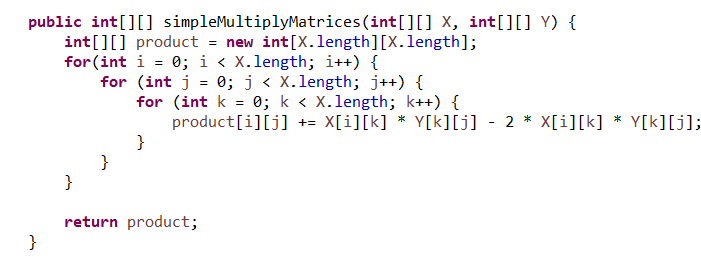 public int[][] simpleMultiplyMatrices(int[][] X, int[][] Y) {
    int[][] product = new int[X.length][X.length];
    for(int i = 0; i < X.length; i++) {
        for (int j = 0; j < X.length; j++) {
            for (int k = 0; k < X.length; k++) {
                product[i][j] += X[i][k] * Y[k][j] - 2 * X[i][k] * Y[k][j];
            }
        }
    }

    return product;
}